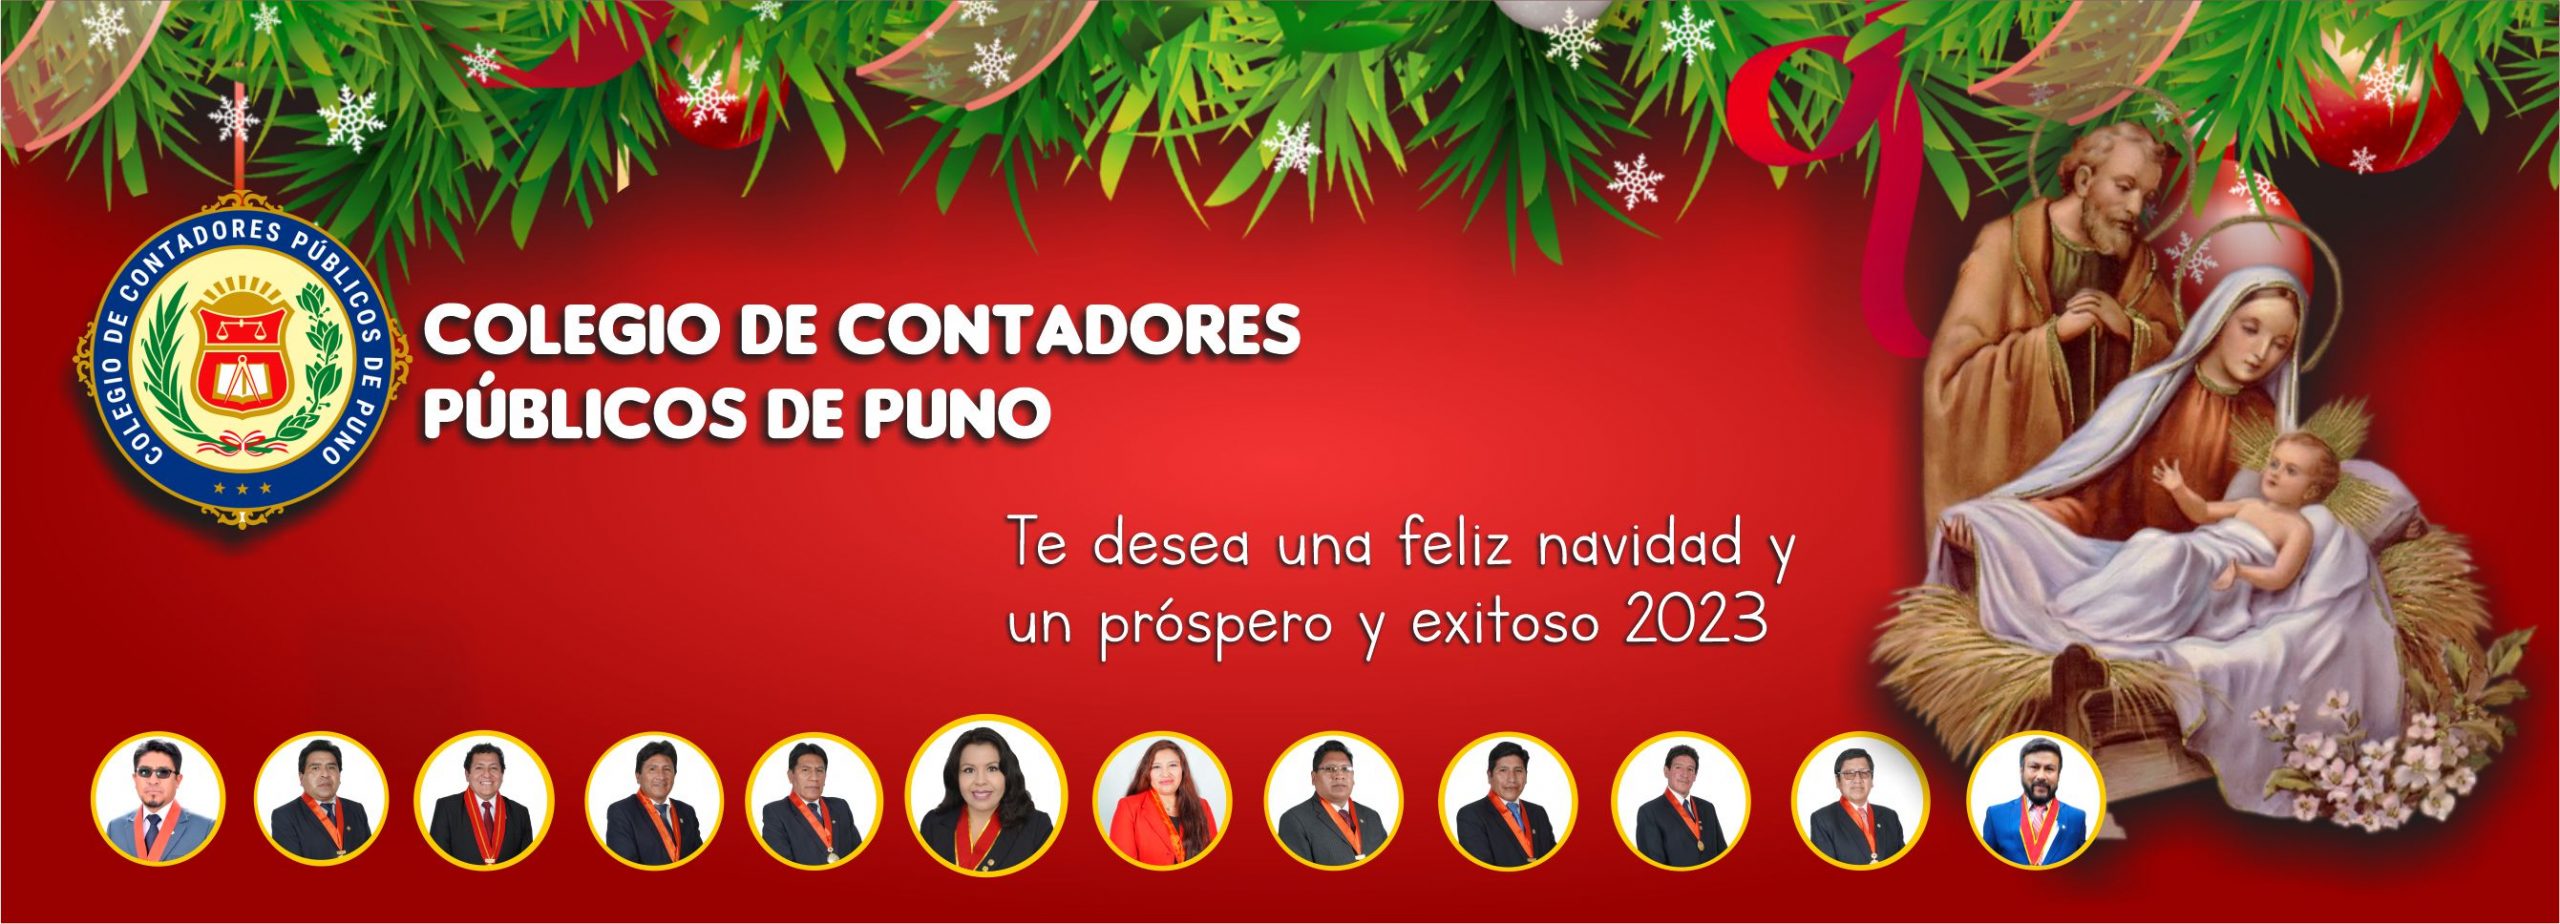 COLEGIO DE CONTADORES PÚBLICOS DE PUNO
COLEGIO DE CONTADORES
PÚBLICOS DE PUNO
Te desea una feliz navidad y
un próspero y exitoso 2023